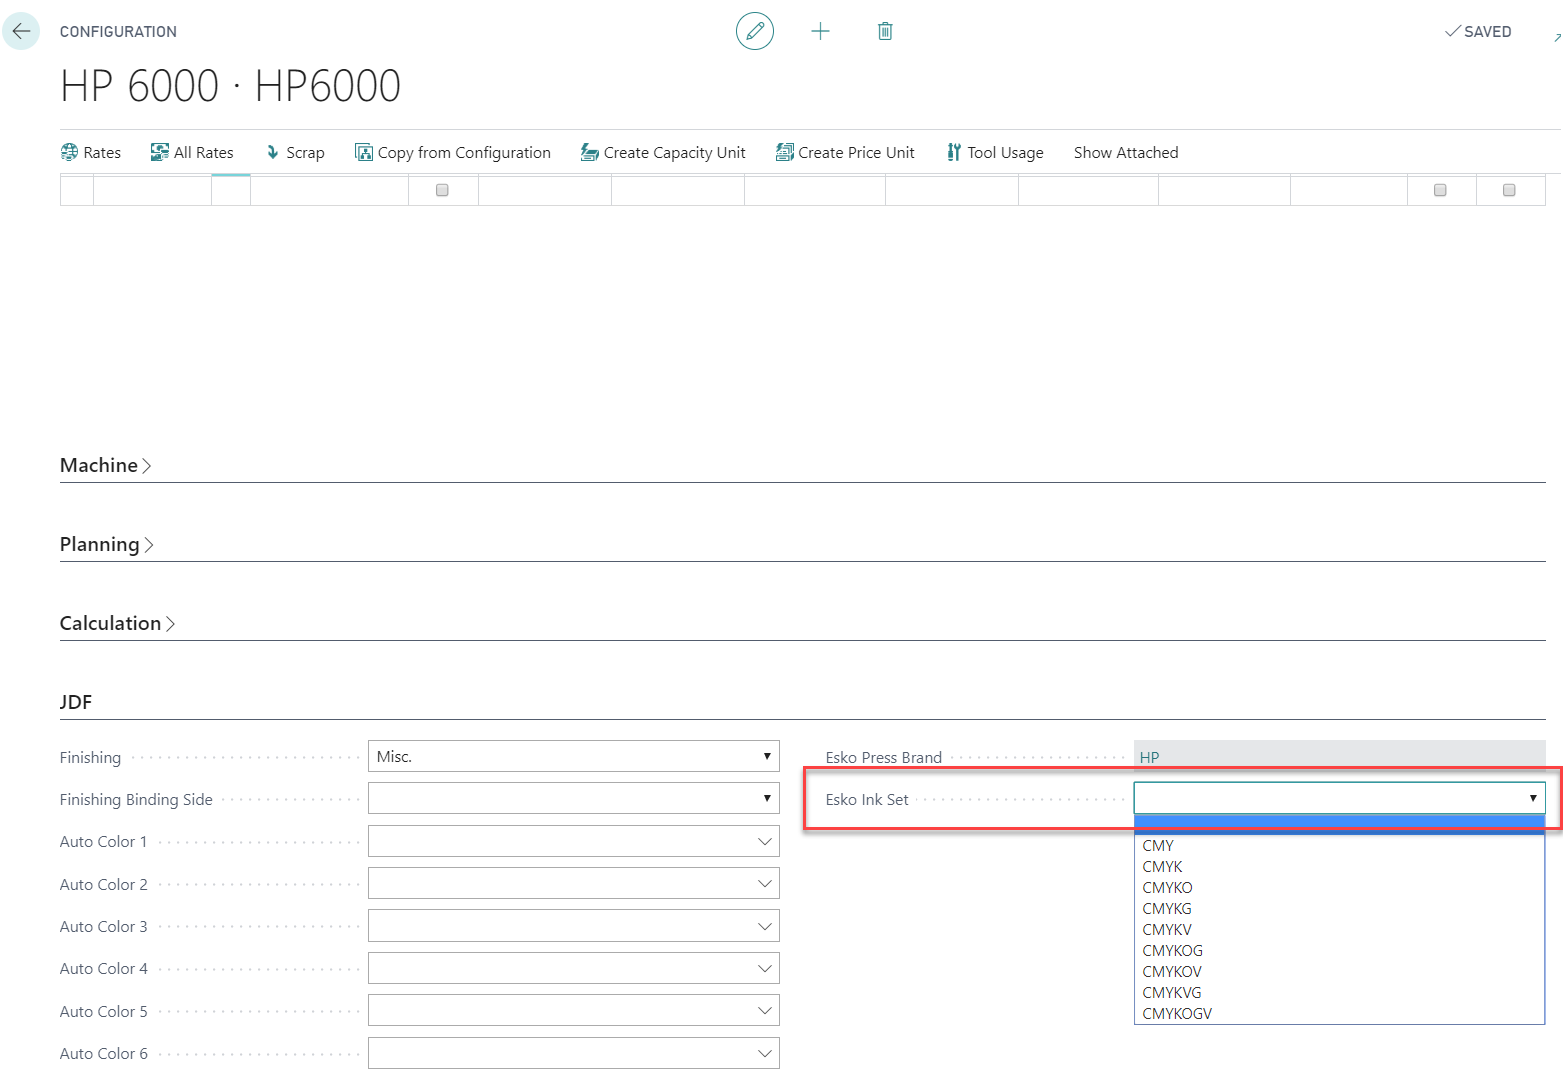 CONFIGURATION
SAVED
HP 6000 · HP6000
Rates All Rates Scrap Copy from Configuration Create Capacity Unit Create Price Unit Tool Usage Show Attached
Machine
Planning
Calculation
JDF
Finishing Misc.
Finishing Binding Side
Auto Color 1
Auto Color 2
Auto Color 3
Auto Color 4
Auto Color 5
Auto Color 6
Esko Press Brand HP
Esko Ink Set
CMY
CMYK
CMYKO
CMYKG
CMYKV
CMYKOG
CMYKOV
CMYKVG
CMYKOGV